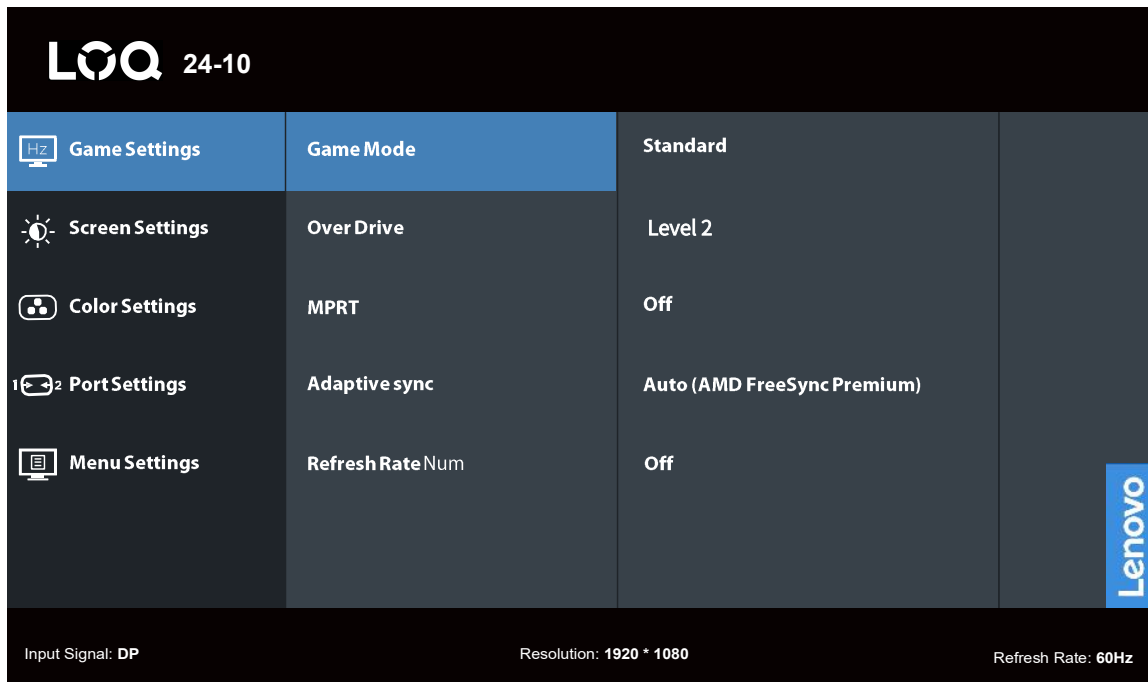 LOQ 24-10
Hz Game Settings Game Mode Standard
Screen Settings Over Drive Level 2
Color Settings MPRT Off
1 2 Port Settings Adaptive sync Auto (AMD FreeSync Premium)
Menu Settings Refresh Rate Num Off
Lenovo
Input Signal: DP Resolution: 1920 * 1080 Refresh Rate: 60Hz